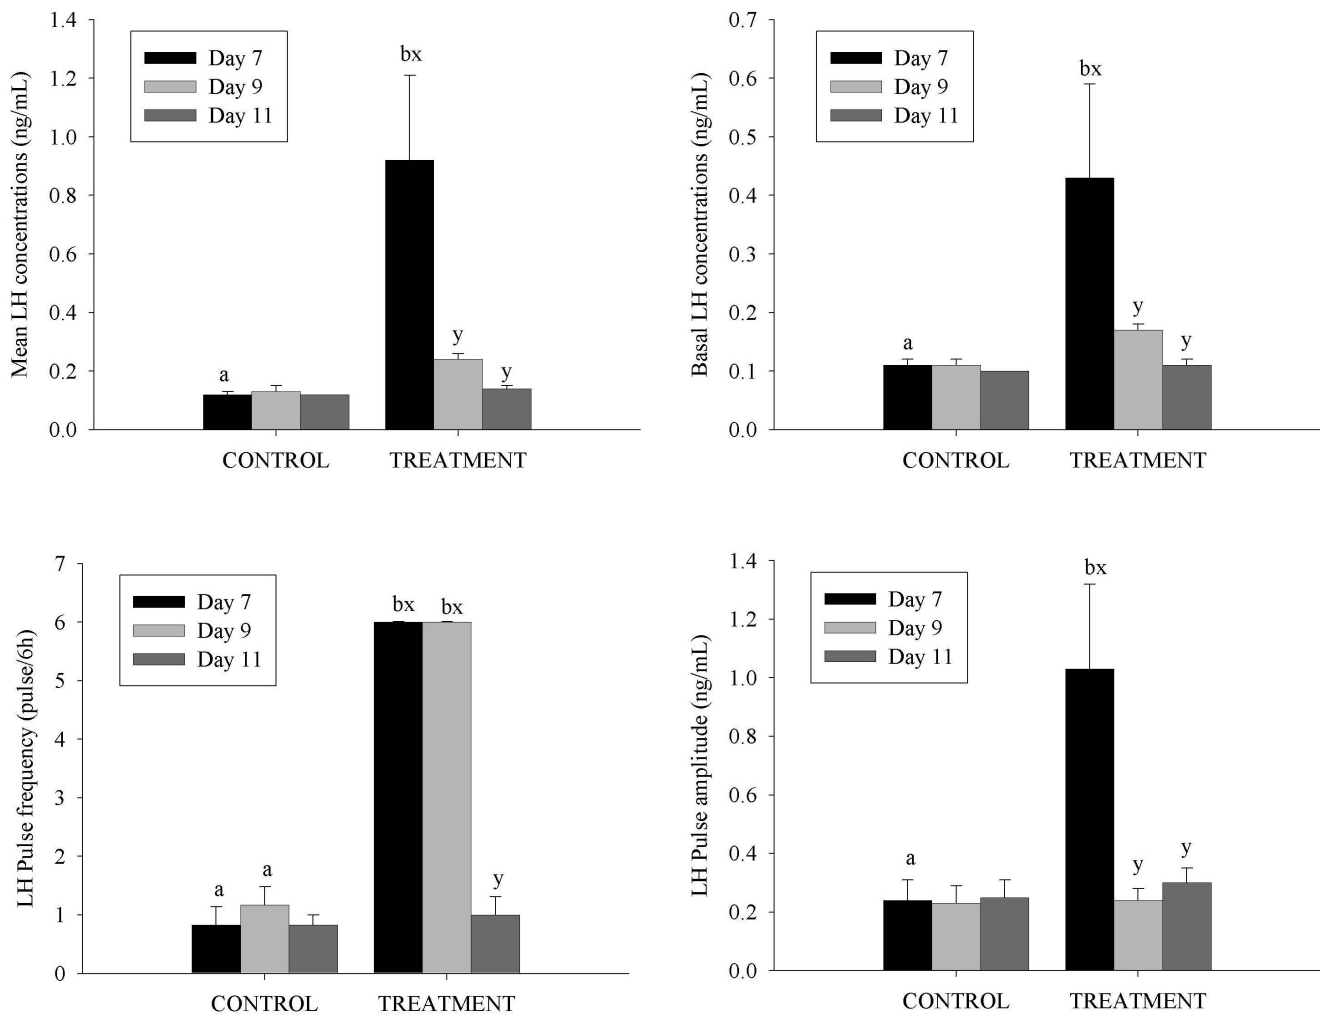 Mean LH concentrations (ng/mL)
1.4
1.2
1.0
0.8
0.6
0.4
0.2
0.0
Day 7
Day 9
Day 11
a
bx
y
y
CONTROL
TREATMENT
Basal LH concentrations (ng/mL)
0.7
0.6
0.5
0.4
0.3
0.2
0.1
0.0
Day 7
Day 9
Day 11
a
bx
y
y
CONTROL
TREATMENT
LH Pulse frequency (pulse/6h)
7
6
5
4
3
2
1
0
Day 7
Day 9
Day 11
a
a
bx
bx
y
CONTROL
TREATMENT
LH Pulse amplitude (ng/mL)
1.4
1.2
1.0
0.8
0.6
0.4
0.2
0.0
Day 7
Day 9
Day 11
a
bx
y
y
CONTROL
TREATMENT